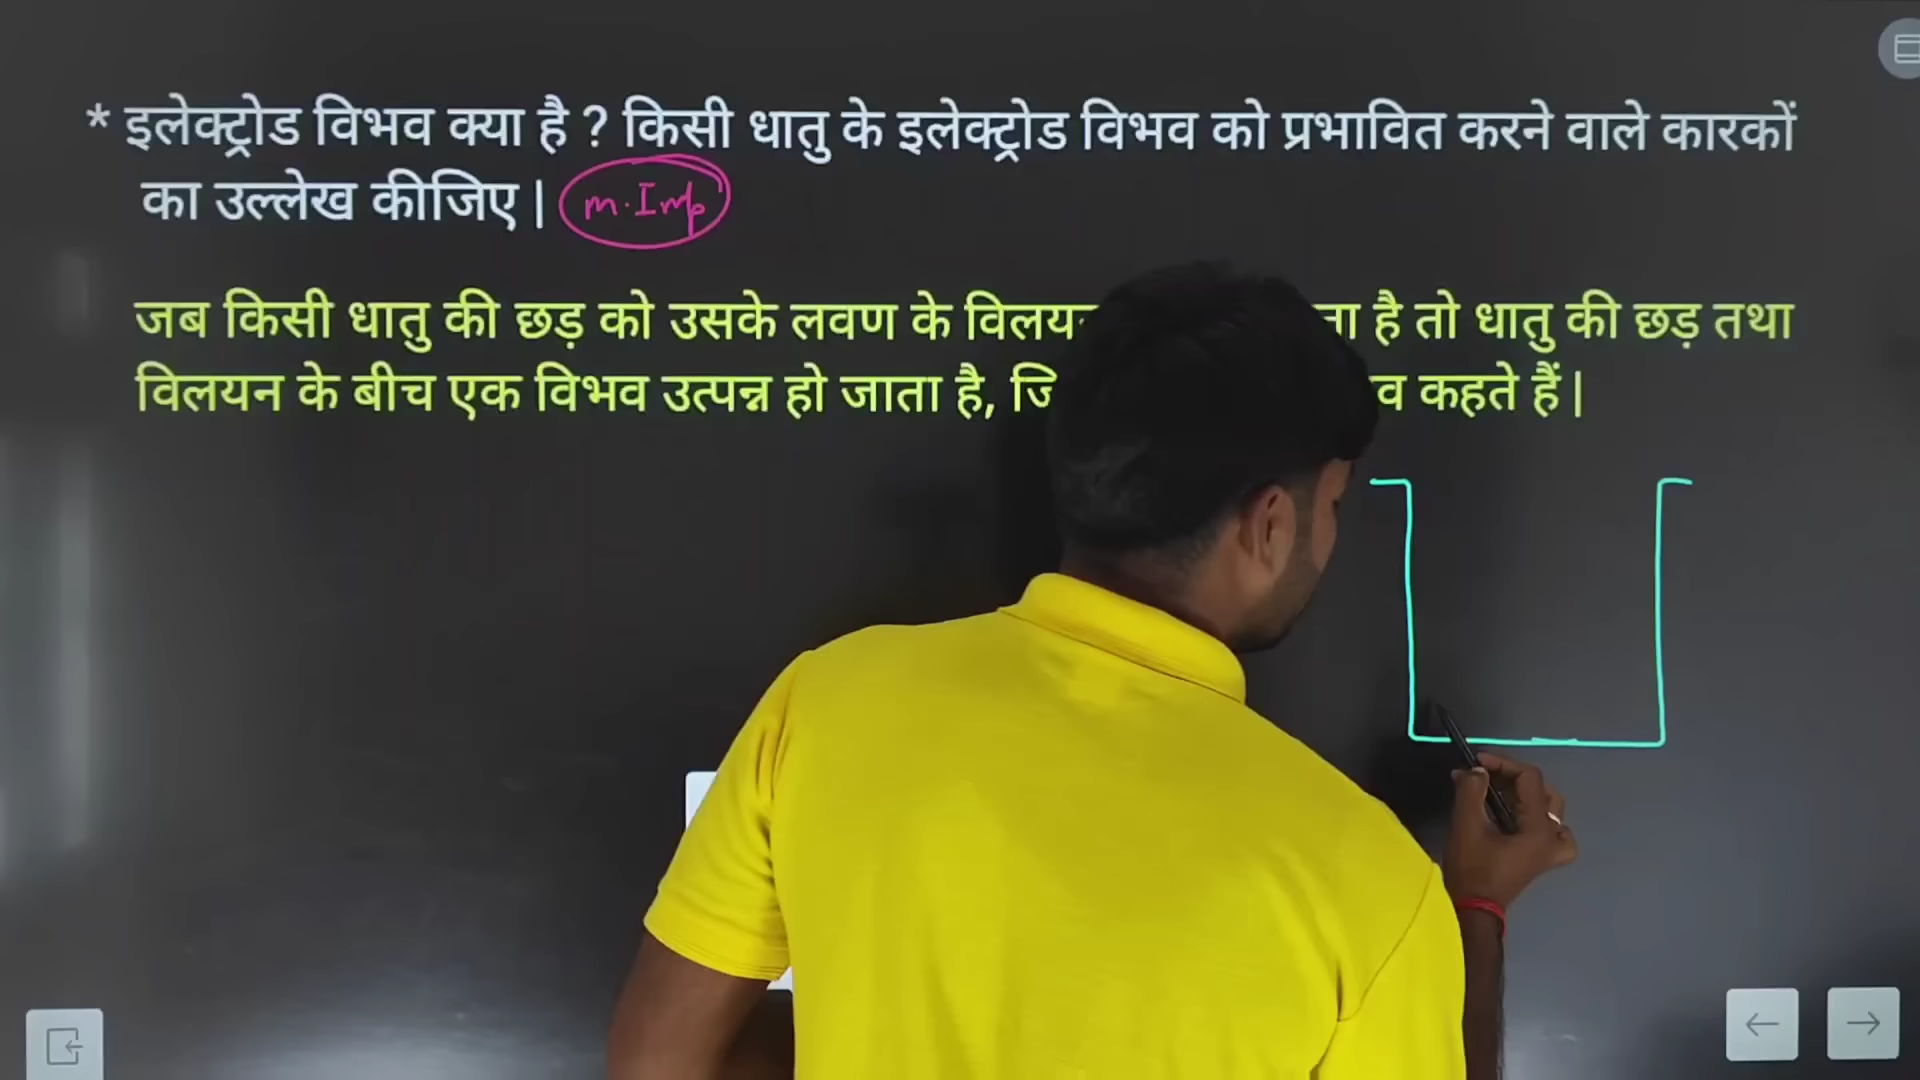 * इलेक्ट्रोड विभव क्या है ? किसी धातु के इलेक्ट्रोड विभव को प्रभावित करने वाले कारकों
का उल्लेख कीजिए | m. Imp
जब किसी धातु की छड़ को उसके लवण के है तो धातु की छड़ तथा
विलयन के बीच एक विभव उत्पन्न हो जाता है, कहते हैं |